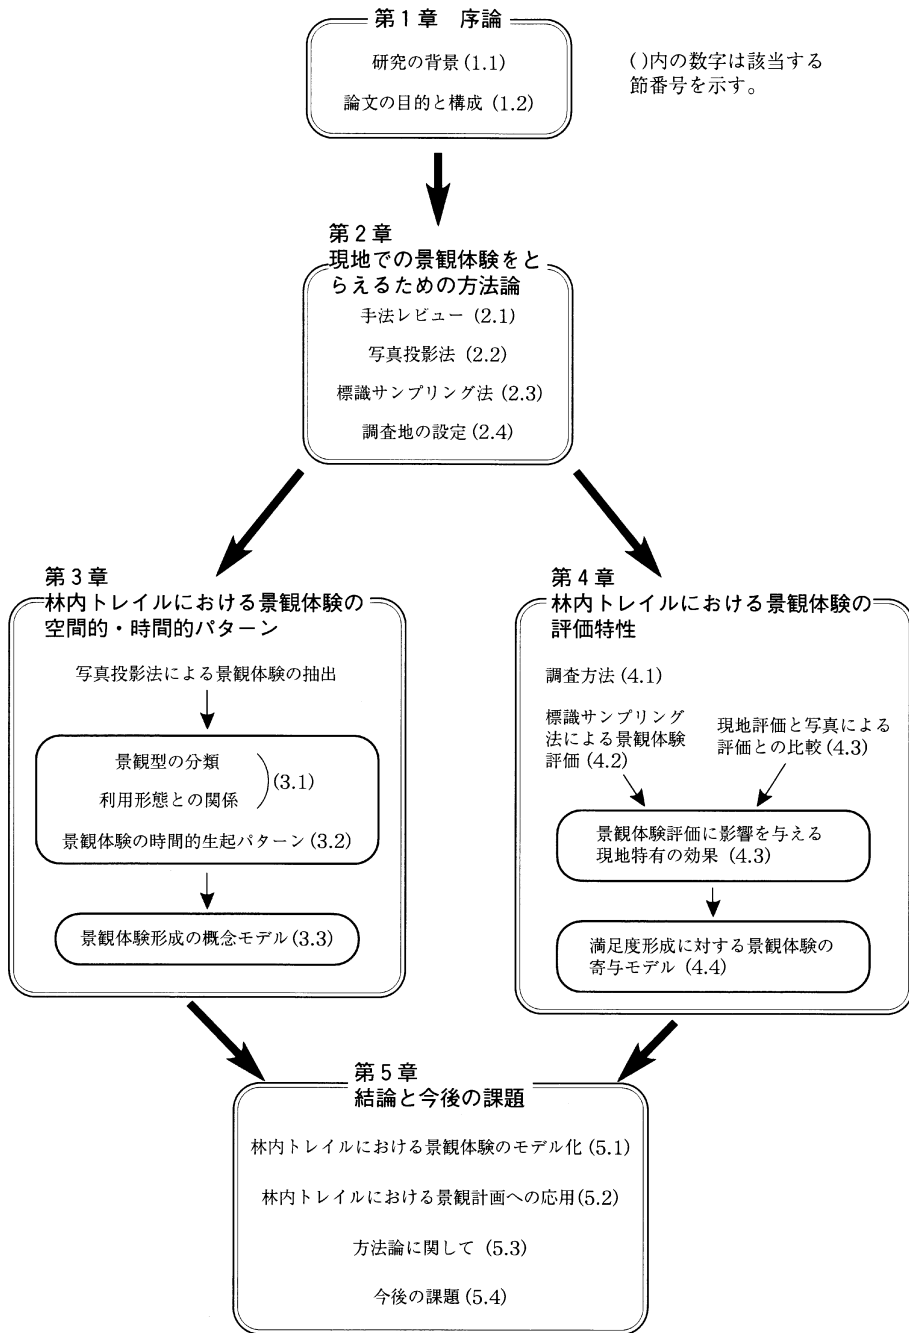 第1章　序論
研究の背景 (1.1)
論文の目的と構成 (1.2)
( )内の数字は該当する
節番号を示す。
第2章
現地での景観体験をと
らえるための方法論
手法レビュー (2.1)
写真投影法 (2.2)
標識サンプリング法 (2.3)
調査地の設定 (2.4)
第3章
林内トレイルにおける景観体験の
空間的・時間的パターン
写真投影法による景観体験の抽出
景観型の分類
利用形態との関係
(3.1)
景観体験の時間的生起パターン (3.2)
景観体験形成の概念モデル (3.3)
第4章
林内トレイルにおける景観体験の
評価特性
調査方法 (4.1)
標識サンプリング
法による景観体験
評価 (4.2)
現地評価と写真による
評価との比較 (4.3)
景観体験評価に影響を与える
現地特有の効果 (4.3)
満足度形成に対する景観体験の
寄与モデル (4.4)
第5章
結論と今後の課題
林内トレイルにおける景観体験のモデル化 (5.1)
林内トレイルにおける景観計画への応用 (5.2)
方法論に関して (5.3)
今後の課題 (5.4)